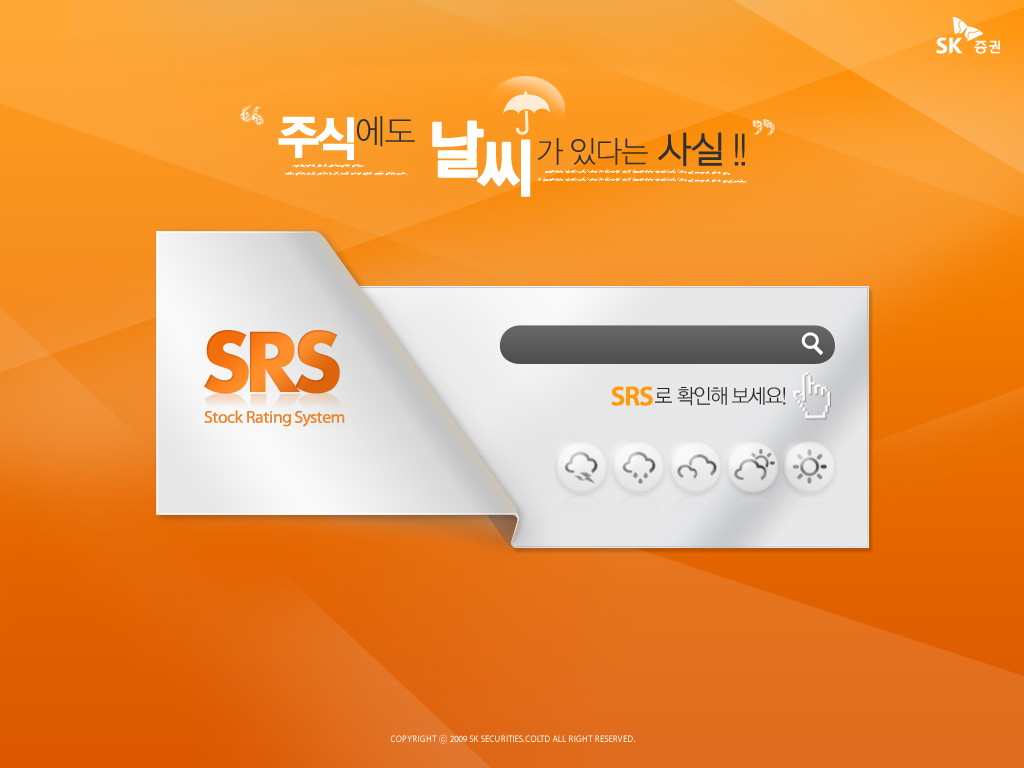 SK 증권
“ 주식에도 날씨가 있다는 사실 !! ”
SRS
Stock Rating System
SRS로 확인해 보세요!
COPYRIGHT ⓒ 2009 SK SECURITIES.COLTD ALL RIGHT RESERVED.